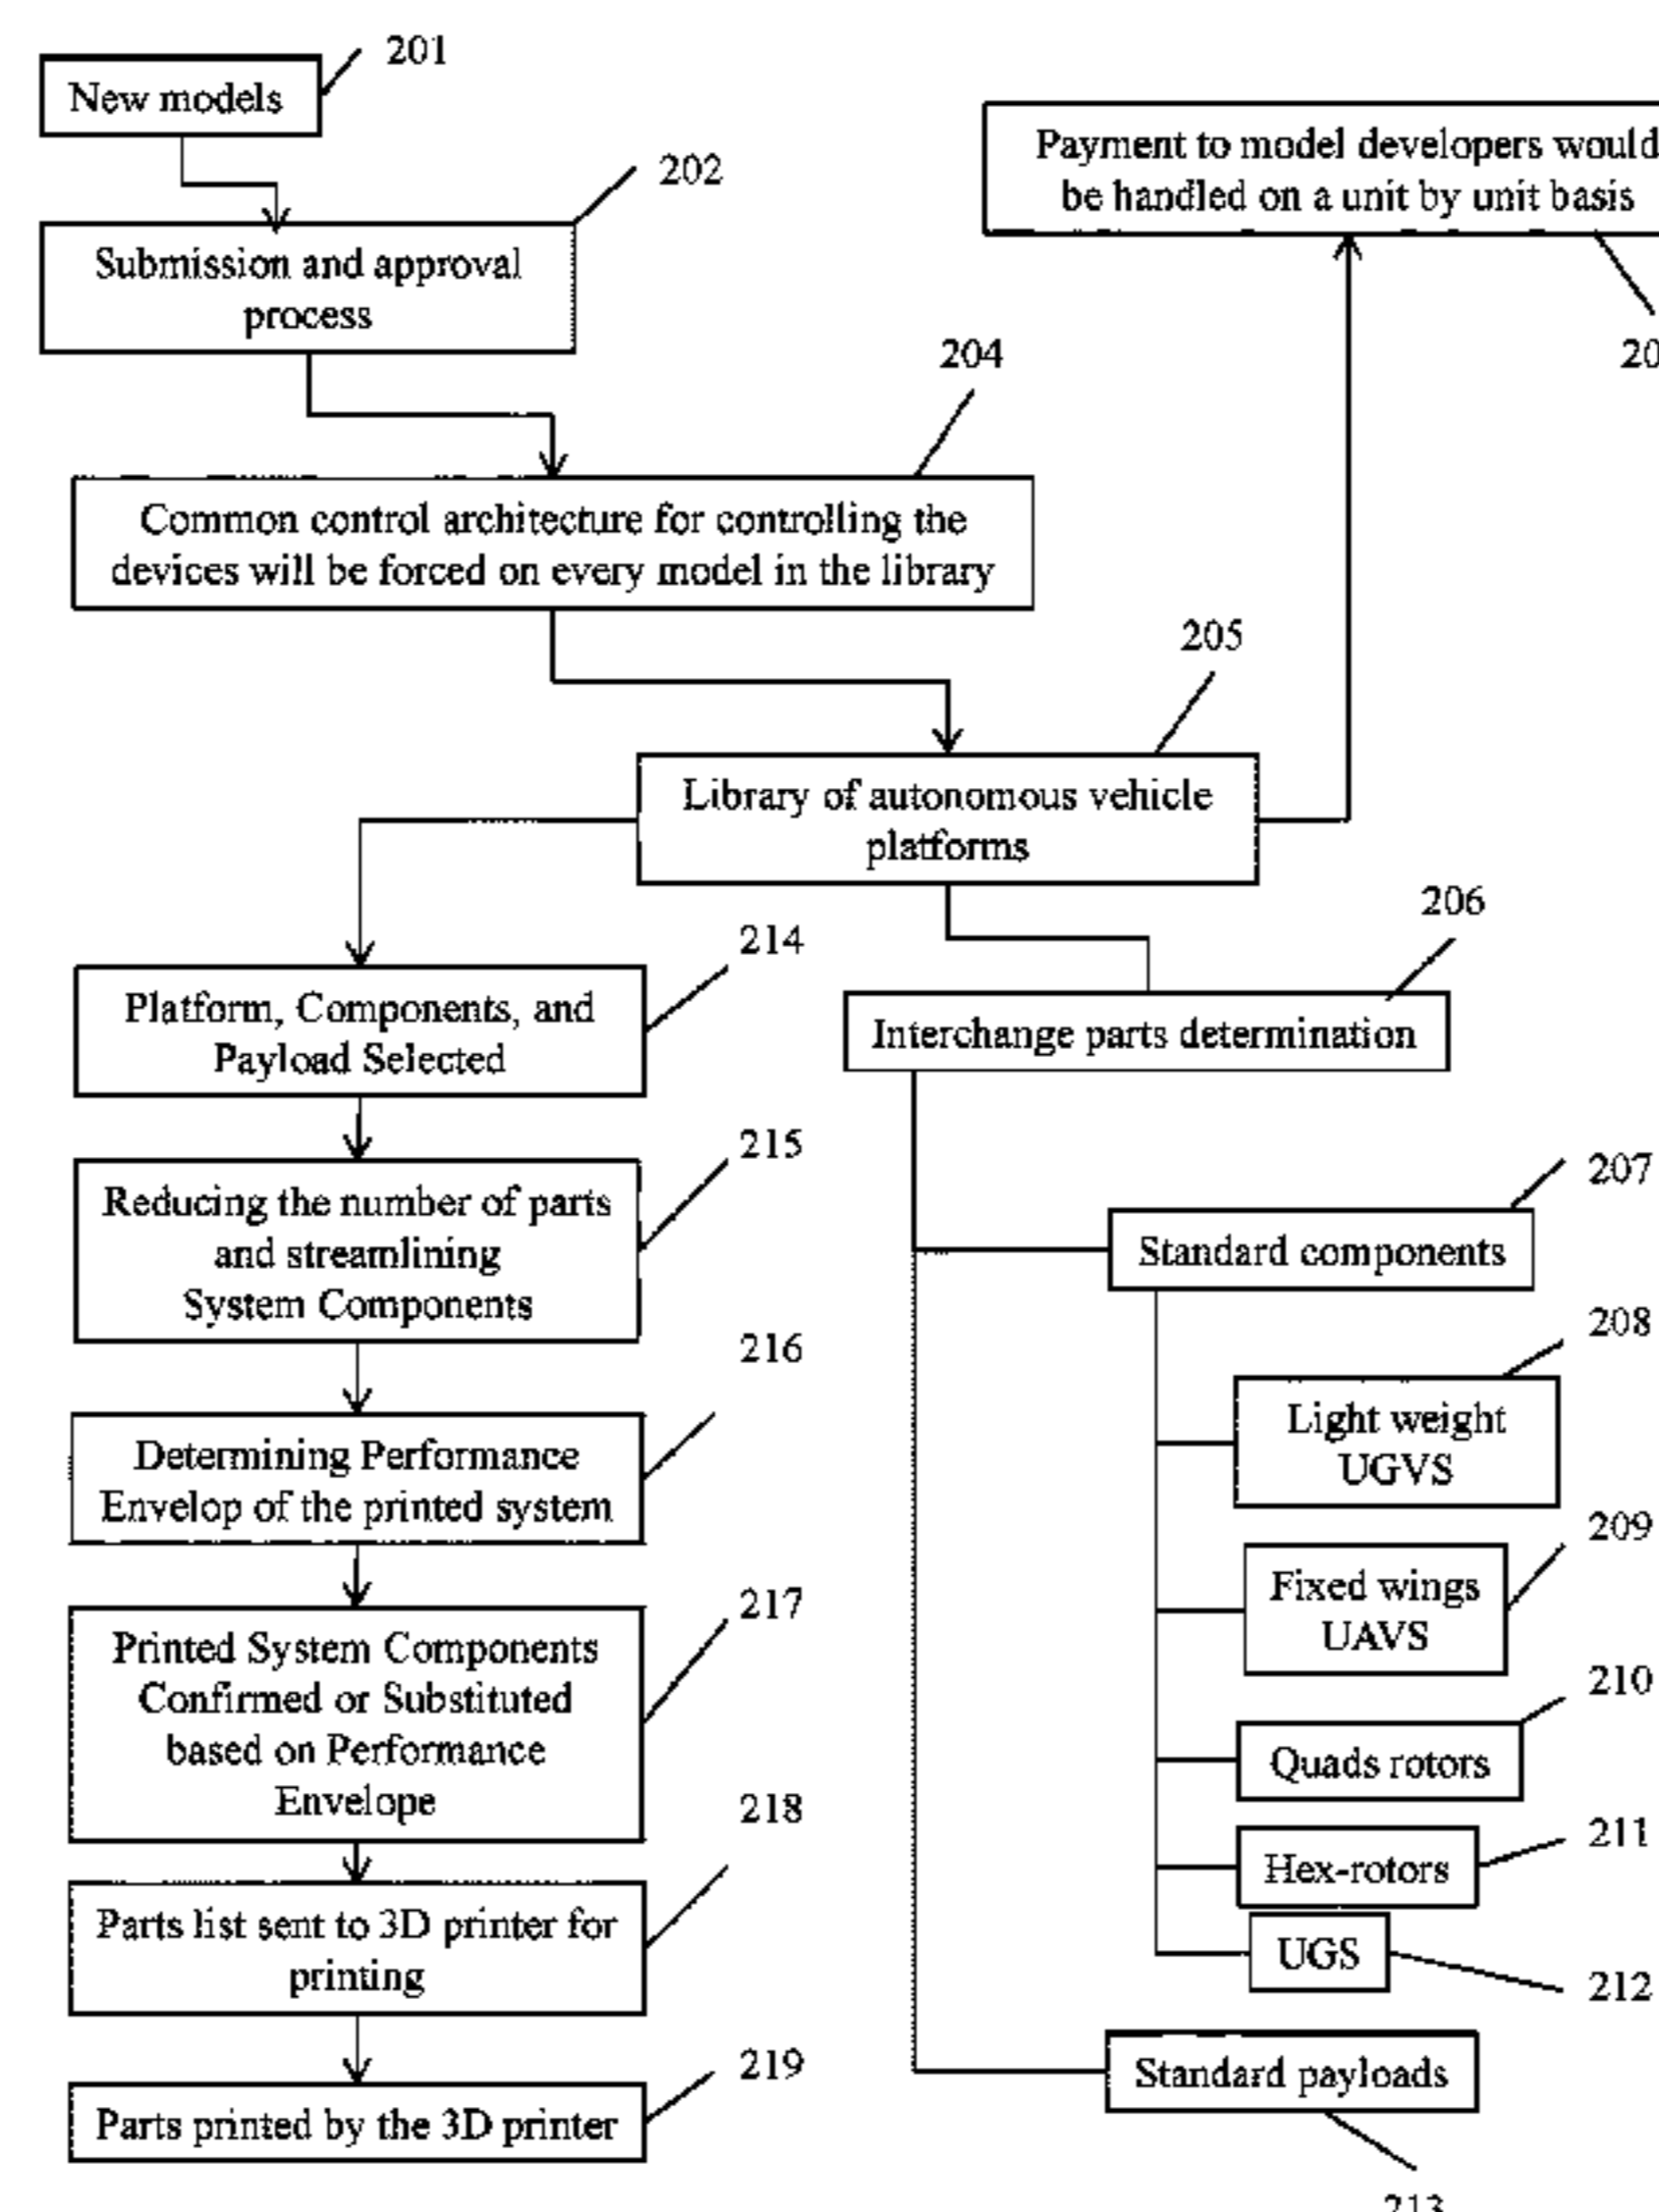 201
New models
202
Submission and approval
process
Payment to model developers would
be handled on a unit by unit basis
20
204
Common control architecture for controlling the
devices will be forced on every model in the library
205
Library of autonomous vehicle
platforms
206
Interchange parts determination
214
Platform, Components, and
Payload Selected
215
Reducing the number of parts
and streamlining
System Components
216
Determining Performance
Envelop of the printed system
217
Printed System Components
Confirmed or Substituted
based on Performance
Envelope
218
Parts list sent to 3D printer for
printing
219
Parts printed by the 3D printer
207
Standard components
208
Light weight
UGVS
209
Fixed wings
UAVS
210
Quads rotors
211
Hex-rotors
UGS
212
Standard payloads
213